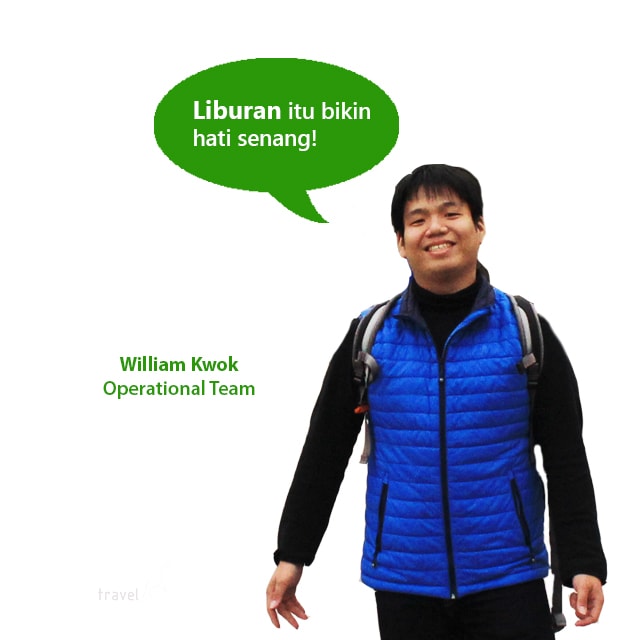 Liburan itu bikin
hati senang!
William Kwok
Operational Team
travel